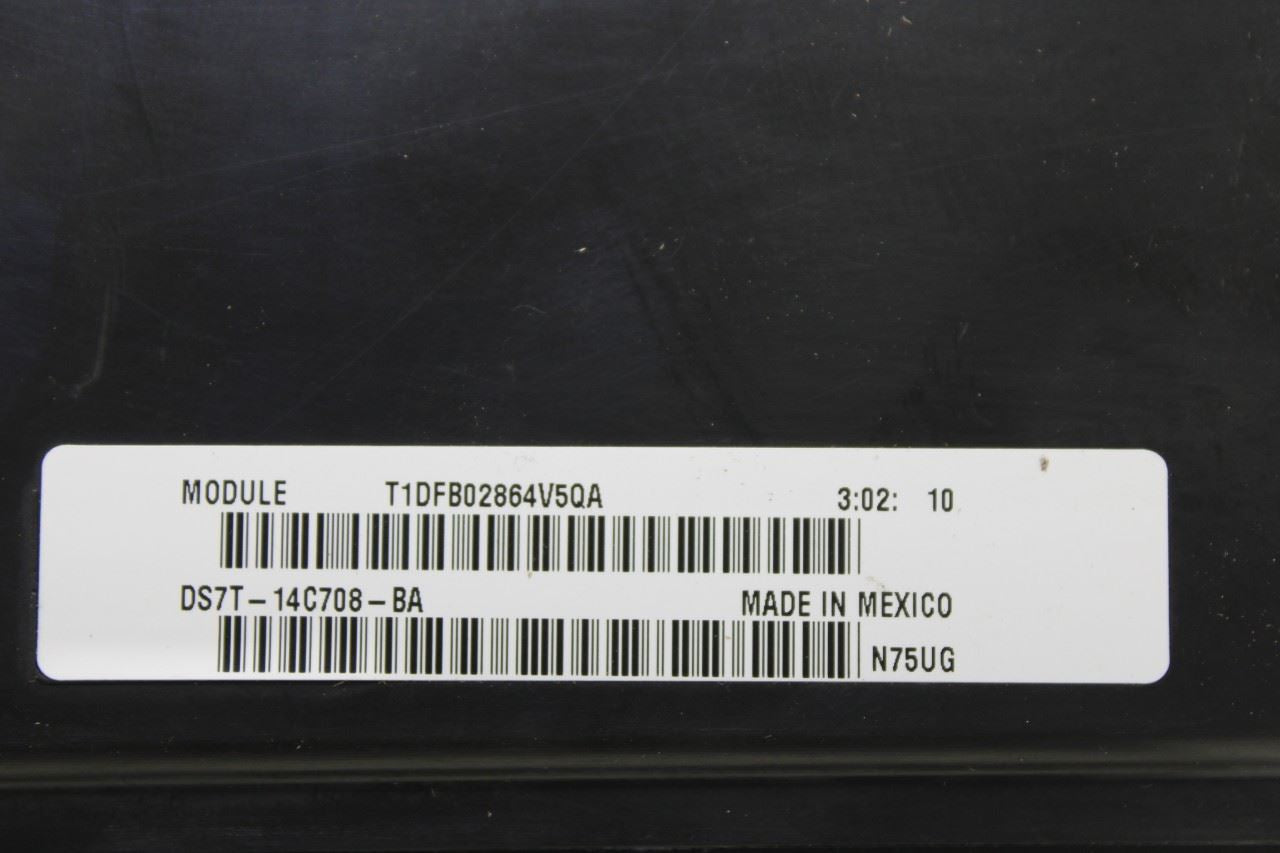 MODULE T1DFB02864V5QA 3:02: 10
DS7T-14C708-BA MADE IN MEXICO
N75UG